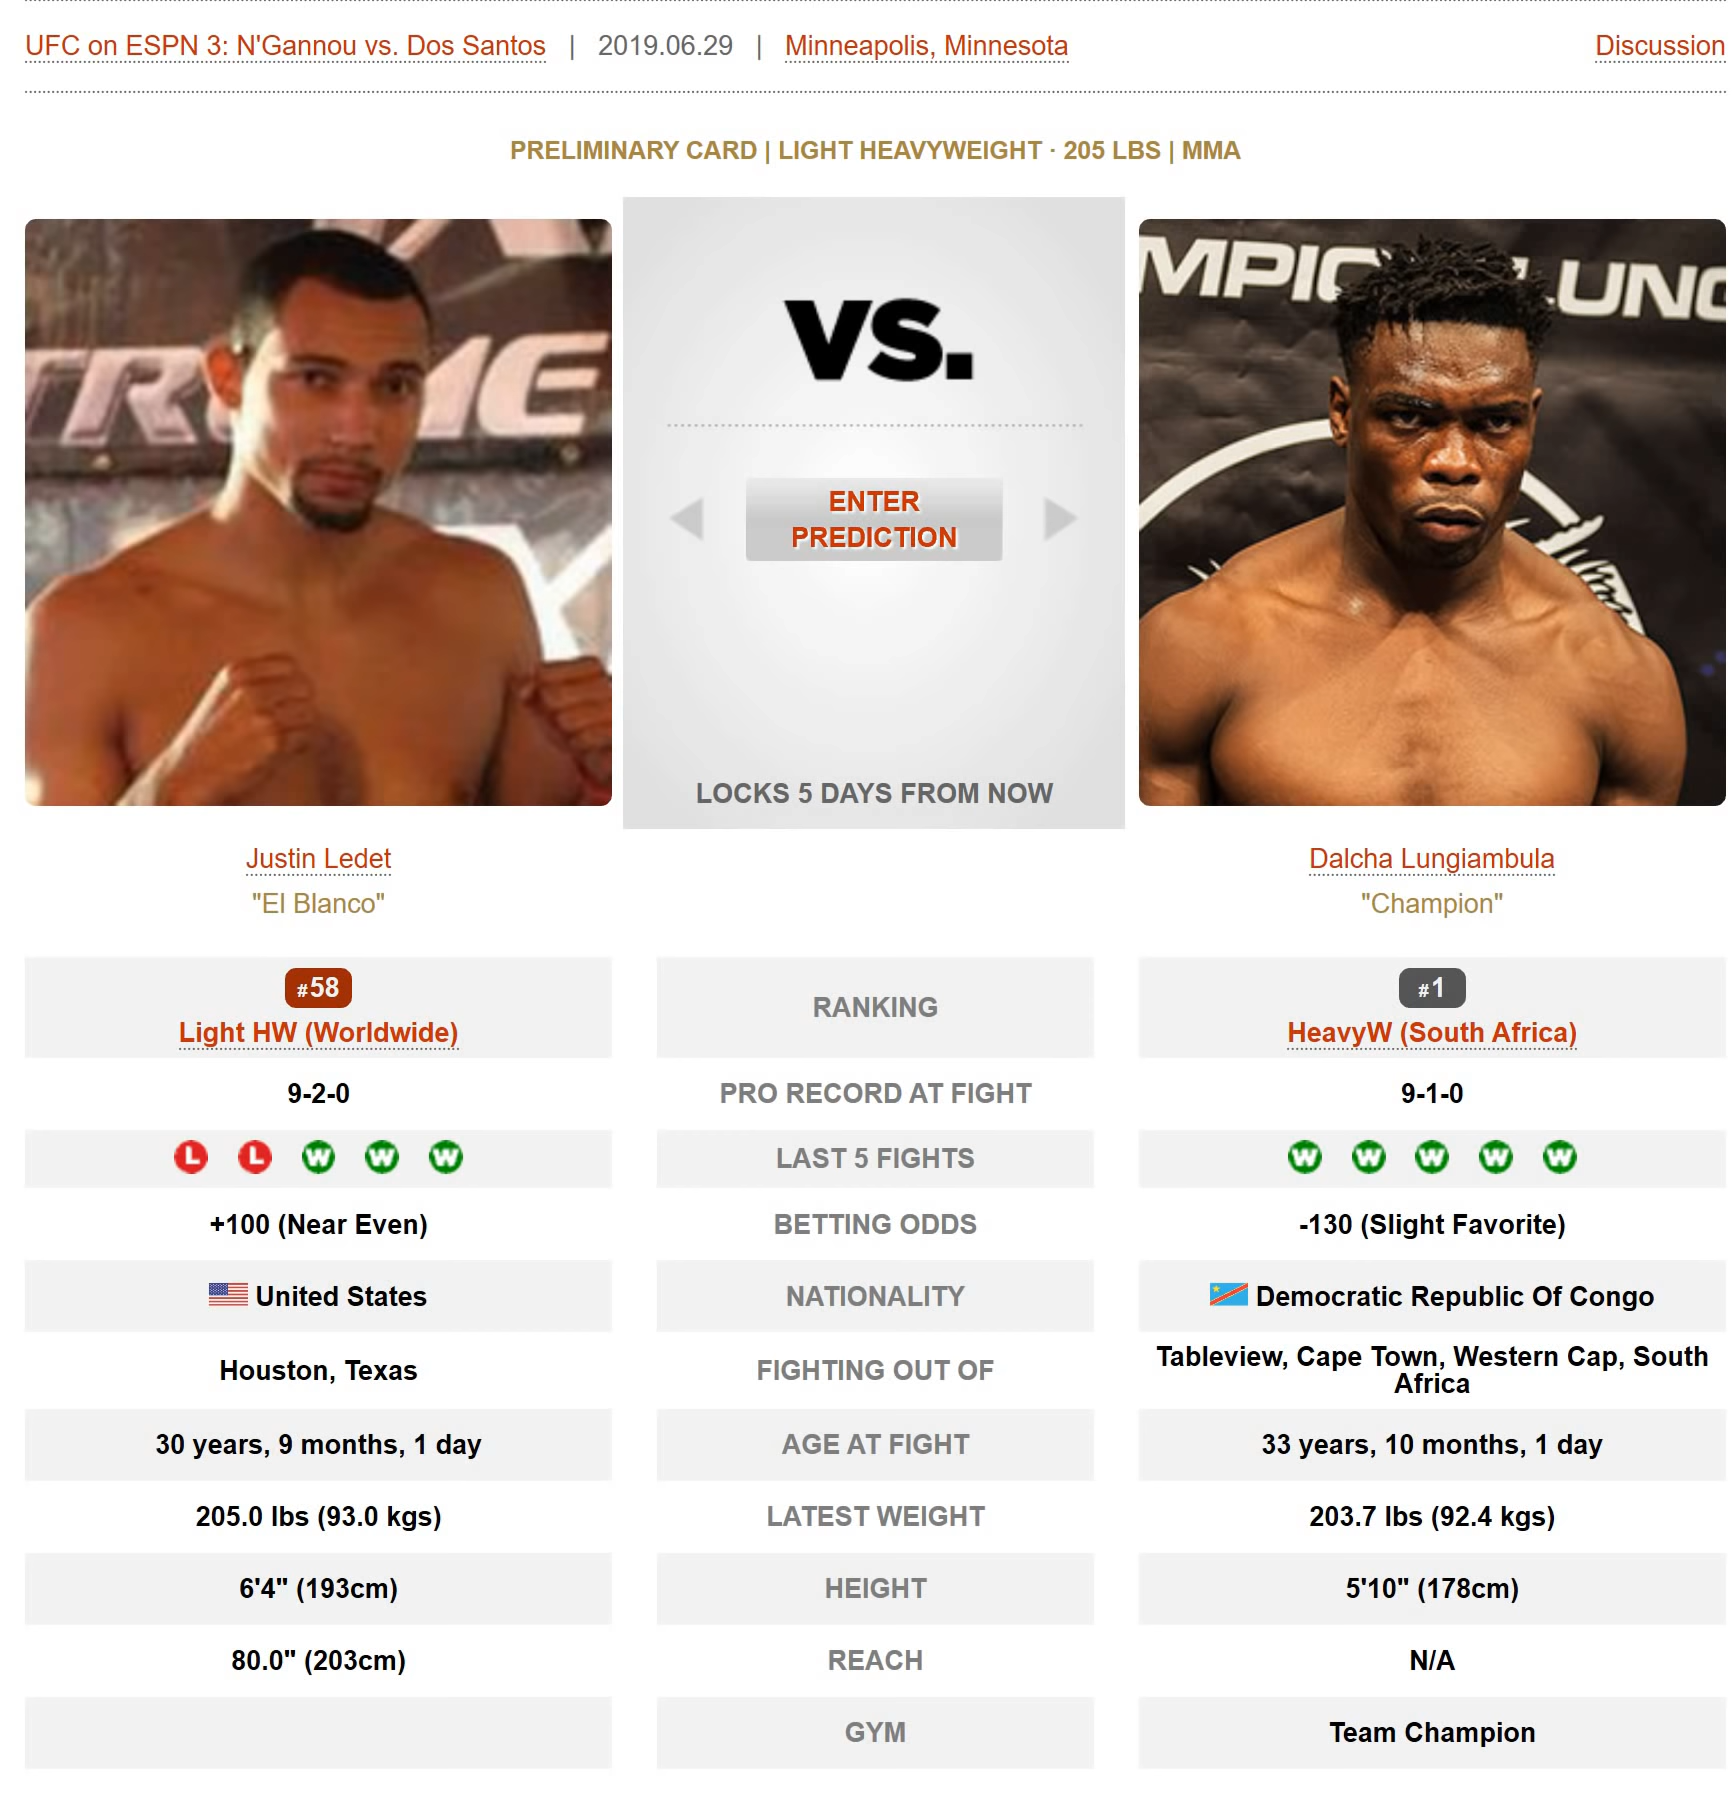 UFC on ESPN 3: N'Gannou vs. Dos Santos | 2019.06.29 | Minneapolis, Minnesota Discussion
PRELIMINARY CARD | LIGHT HEAVYWEIGHT · 205 LBS | MMA
VS.
ENTER
PREDICTION
LOCKS 5 DAYS FROM NOW
Justin Ledet Dalcha Lungiambula
"El Blanco" "Champion"
#58 RANKING #1
Light HW (Worldwide) HeavyW (South Africa)
9-2-0 PRO RECORD AT FIGHT 9-1-0
L L W W W LAST 5 FIGHTS W W W W W
+100 (Near Even) BETTING ODDS -130 (Slight Favorite)
United States NATIONALITY Democratic Republic Of Congo
Houston, Texas FIGHTING OUT OF Tableview, Cape Town, Western Cap, South
Africa
30 years, 9 months, 1 day AGE AT FIGHT 33 years, 10 months, 1 day
205.0 lbs (93.0 kgs) LATEST WEIGHT 203.7 lbs (92.4 kgs)
6'4" (193cm) HEIGHT 5'10" (178cm)
80.0" (203cm) REACH N/A
GYM Team Champion